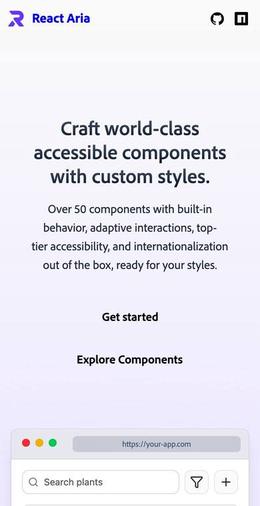 React Aria
Craft world-class
accessible components
with custom styles.
Over 50 components with built-in
behavior, adaptive interactions, top-
tier accessibility, and internationalization
out of the box, ready for your styles.
Get started
Explore Components
https://your-app.com
Search plants